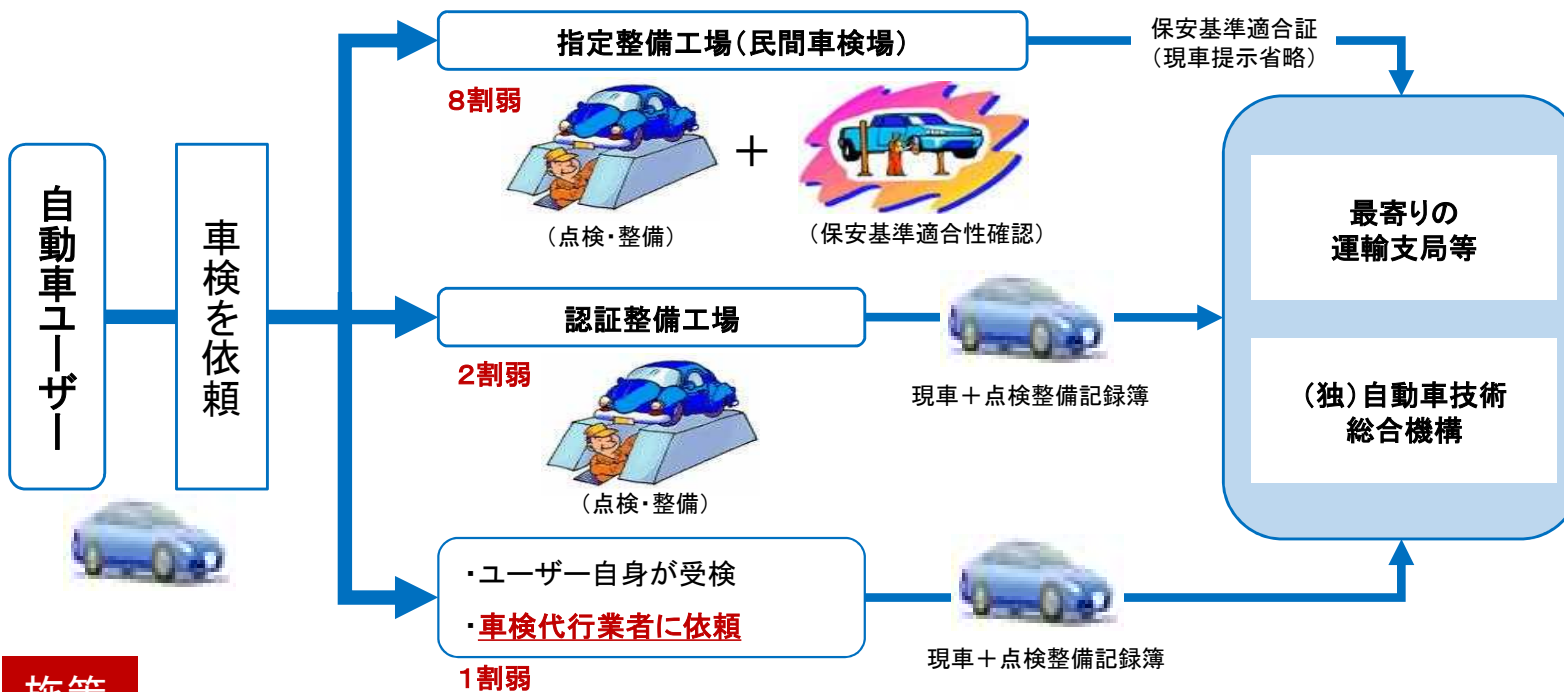 自動車ユーザー
車検を依頼
指定整備工場(民間車検場)
8割弱
+
(点検・整備)
(保安基準適合性確認)
保安基準適合証
(現車提示省略)
認証整備工場
2割弱
(点検・整備)
現車+点検整備記録簿
・ユーザー自身が受検
・車検代行業者に依頼
1割弱
現車+点検整備記録簿
最寄りの
運輸支局等
(独)自動車技術
総合機構
施策